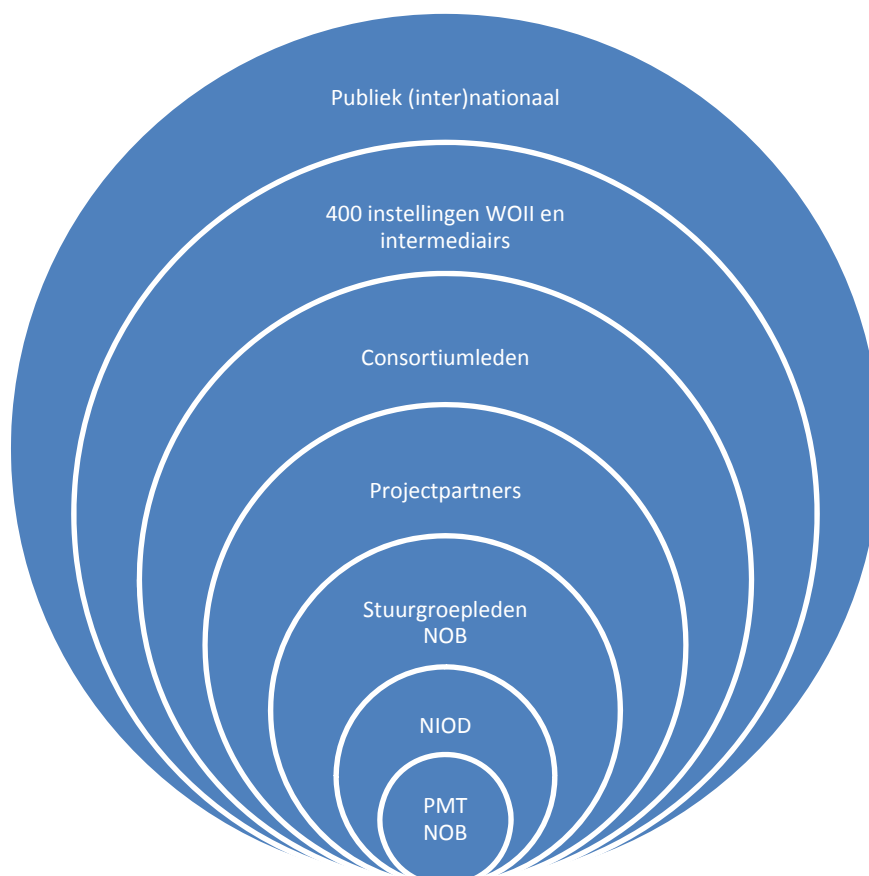 Publiek (inter)nationaal
400 instellingen WOII en
intermediairs
Consortiumleden
Projectpartners
Stuurgroepleden
NOB
NIOD
PMT
NOB